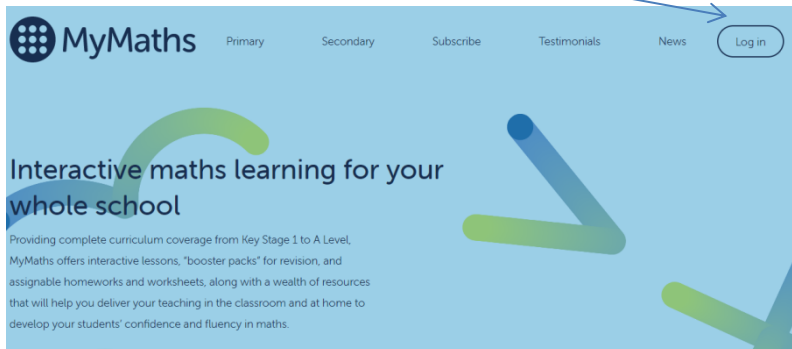 MyMaths Primary Secondary Subscribe Testimonials News Log in
Interactive maths learning for your
whole school
Providing complete curriculum coverage from Key Stage 1 to A Level,
MyMaths offers interactive lessons, "booster packs" for revision, and
assignable homeworks and worksheets, along with a wealth of resources
that will help you deliver your teaching in the classroom and at home to
develop your students' confidence and fluency in maths.